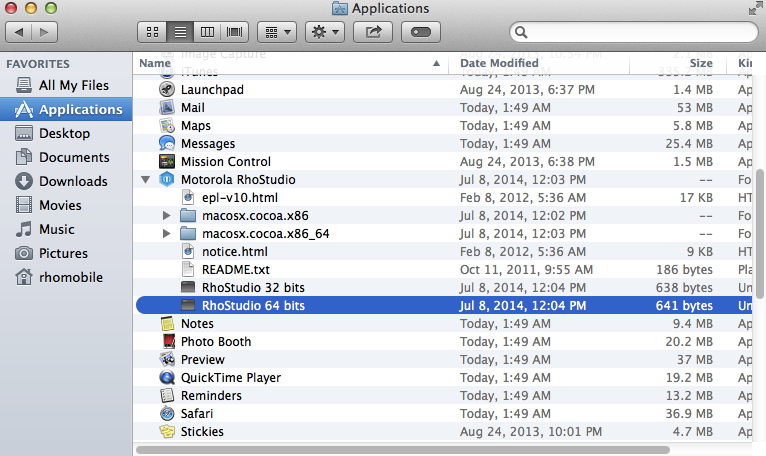 Applications
FAVORITES
All My Files
Applications
Desktop
Documents
Downloads
Movies
Music
Pictures
rhomobile
Name Date Modified Size
Image Capture
iTunes Today, 1:49 AM
Launchpad Aug 24, 2013, 6:37 PM 1.4 MB Ap
Mail Today, 1:49 AM 53 MB Ap
Maps Today, 1:49 AM 5.8 MB Ap
Messages Today, 1:49 AM 25.4 MB Ap
Mission Control Aug 24, 2013, 6:38 PM 1.5 MB Ap
Motorola RhoStudio Jul 8, 2014, 12:03 PM -- Fo
epl-v10.html Feb 8, 2012, 5:36 AM 17 KB HT
macosx.cocoa.x86 Jul 8, 2014, 12:02 PM -- Fo
macosx.cocoa.x86_64 Jul 8, 2014, 12:03 PM -- Fo
notice.html Feb 8, 2012, 5:36 AM 9 KB HT
README.txt Oct 11, 2011, 9:55 AM 186 bytes Pla
RhoStudio 32 bits Jul 8, 2014, 12:04 PM 638 bytes Un
RhoStudio 64 bits Jul 8, 2014, 12:04 PM 641 bytes Un
Notes Today, 1:49 AM 9.4 MB Ap
Photo Booth Today, 1:49 AM 20.2 MB Ap
Preview Today, 1:49 AM 37 MB Ap
QuickTime Player Today, 1:49 AM 19.2 MB Ap
Reminders Today, 1:49 AM 13.2 MB Ap
Safari Today, 1:49 AM 36.9 MB Ap
Stickies Aug 24, 2013, 10:01 PM 4.7 MB Ap